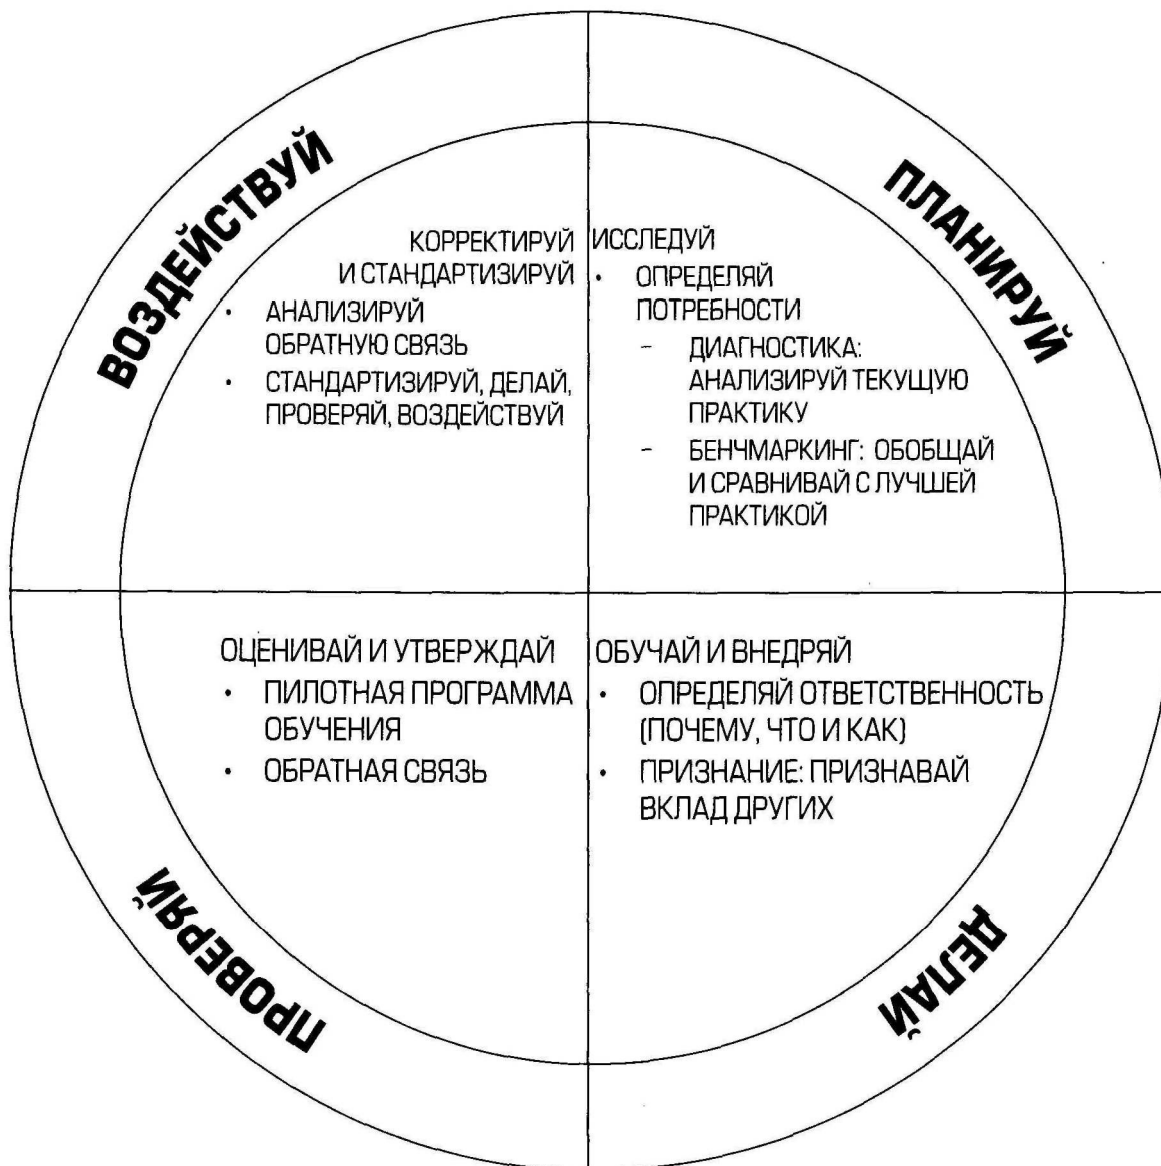 ВОЗДЕЙСТВУЙ
КОРРЕКТИРУЙ
И СТАНДАРТИЗИРУЙ
• АНАЛИЗИРУЙ
ОБРАТНУЮ СВЯЗЬ
• СТАНДАРТИЗИРУЙ, ДЕЛАЙ,
ПРОВЕРЯЙ, ВОЗДЕЙСТВУЙ
ПЛАНИРУЙ
ИССЛЕДУЙ
• ОПРЕДЕЛЯЙ
ПОТРЕБНОСТИ
– ДИАГНОСТИКА:
АНАЛИЗИРУЙ ТЕКУЩУЮ
ПРАКТИКУ
– БЕНЧМАРКИНГ: ОБОБЩАЙ
И СРАВНИВАЙ С ЛУЧШЕЙ
ПРАКТИКОЙ
ОЦЕНИВАЙ И УТВЕРЖДАЙ
• ПИЛОТНАЯ ПРОГРАММА
ОБУЧЕНИЯ
• ОБРАТНАЯ СВЯЗЬ
ПРОВЕРЯЙ
ОБУЧАЙ И ВНЕДРЯЙ
• ОПРЕДЕЛЯЙ ОТВЕТСТВЕННОСТЬ
(ПОЧЕМУ, ЧТО И КАК)
• ПРИЗНАНИЕ: ПРИЗНАВАЙ
ВКЛАД ДРУГИХ
ДЕЛАЙ